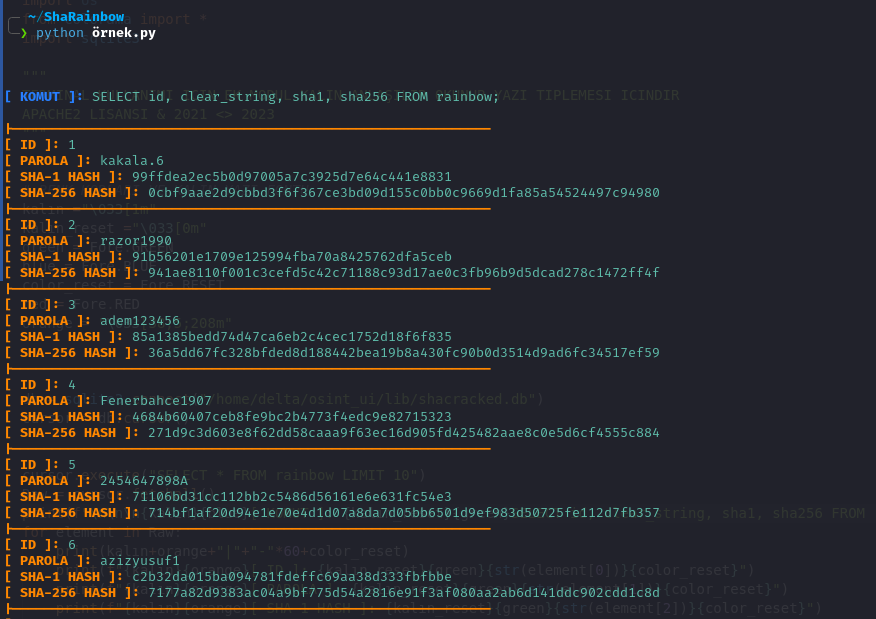 ~/ShaRainbow
❯ python örnek.py
[ KOMUT ]: SELECT id, clear_string, sha1, sha256 FROM rainbow;
[ ID ]: 1
[ PAROLA ]: kakala.6
[ SHA-1 HASH ]: 99ffdea2ec5b0d97005a7c3925d7e64c441e8831
[ SHA-256 HASH ]: 0cbf9aae2d9cbbd3f6f367ce3bd09d155c0bb0c9669d1fa85a54524497c94980
[ ID ]: 2
[ PAROLA ]: razor1990
[ SHA-1 HASH ]: 91b56201e1709e125994fba70a8425762dfa5ceb
[ SHA-256 HASH ]: 941ae8110f001c3cefd5c42c71188c93d17ae0c3fb96b9d5dcad278c1472ff4f
[ ID ]: 3
[ PAROLA ]: adem123456
[ SHA-1 HASH ]: 85a1385bedd74d47ca6eb2c4cec1752d18f6f835
[ SHA-256 HASH ]: 36a5dd67fc328bfded8d188442bea19b8a430fc90b0d3514d9ad6fc34517ef59
[ ID ]: 4
[ PAROLA ]: Fenerbahce1907
[ SHA-1 HASH ]: 4684b60407ceb8fe9bc2b4773f4edc9e82715323
[ SHA-256 HASH ]: 271d9c3d603e8f62dd58caaa9f63ec16d905fd425482aae8c0e5d6cf4555c884
[ ID ]: 5
[ PAROLA ]: 2454647898A
[ SHA-1 HASH ]: 71106bd31cc112bb2c5486d56161e6e631fc54e3
[ SHA-256 HASH ]: 714bf1af20d94e1e70e4d1d07a8da7d05bb6501d9ef983d50725fe112d7fb357
[ ID ]: 6
[ PAROLA ]: azizyusuf1
[ SHA-1 HASH ]: c2b32da015ba094781fdeffc69aa38d333fbfbbe
[ SHA-256 HASH ]: 7177a82d9383ac04a9bf775d54a2816e91f3af080aa2ab6d141ddc902cdd1c8d